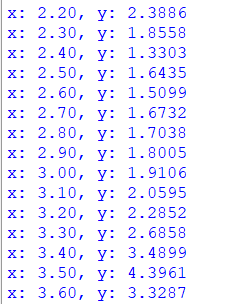 x: 2.20, y: 2.3886
x: 2.30, y: 1.8558
x: 2.40, y: 1.3303
x: 2.50, y: 1.6435
x: 2.60, y: 1.5099
x: 2.70, y: 1.6732
x: 2.80, y: 1.7038
x: 2.90, y: 1.8005
x: 3.00, y: 1.9106
x: 3.10, y: 2.0595
x: 3.20, y: 2.2852
x: 3.30, y: 2.6858
x: 3.40, y: 3.4899
x: 3.50, y: 4.3961
x: 3.60, y: 3.3287